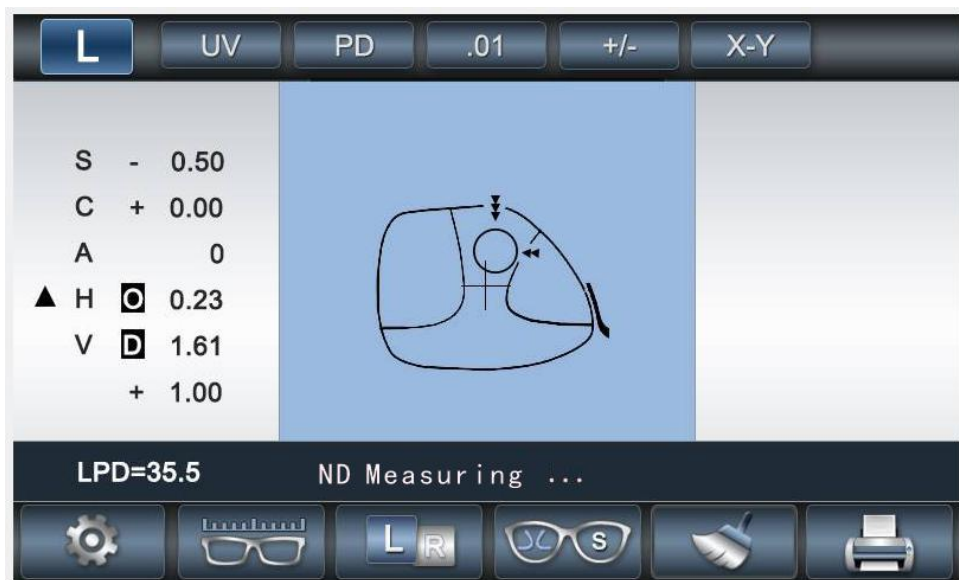 L UV PD .01 +/- X-Y
S - 0.50
C + 0.00
A 0
▲ H O 0.23
V D 1.61
+ 1.00
LPD=35.5 ND Measuring ...
L R S